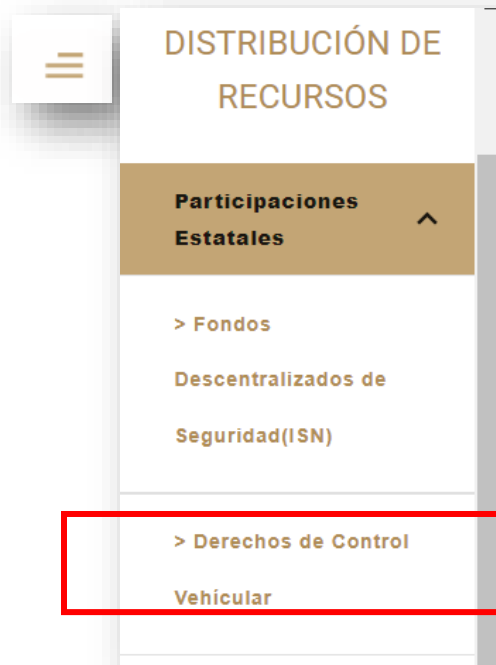 DISTRIBUCIÓN DE
RECURSOS
Participaciones
Estatales
> Fondos
Descentralizados de
Seguridad(ISN)
> Derechos de Control
Vehícular